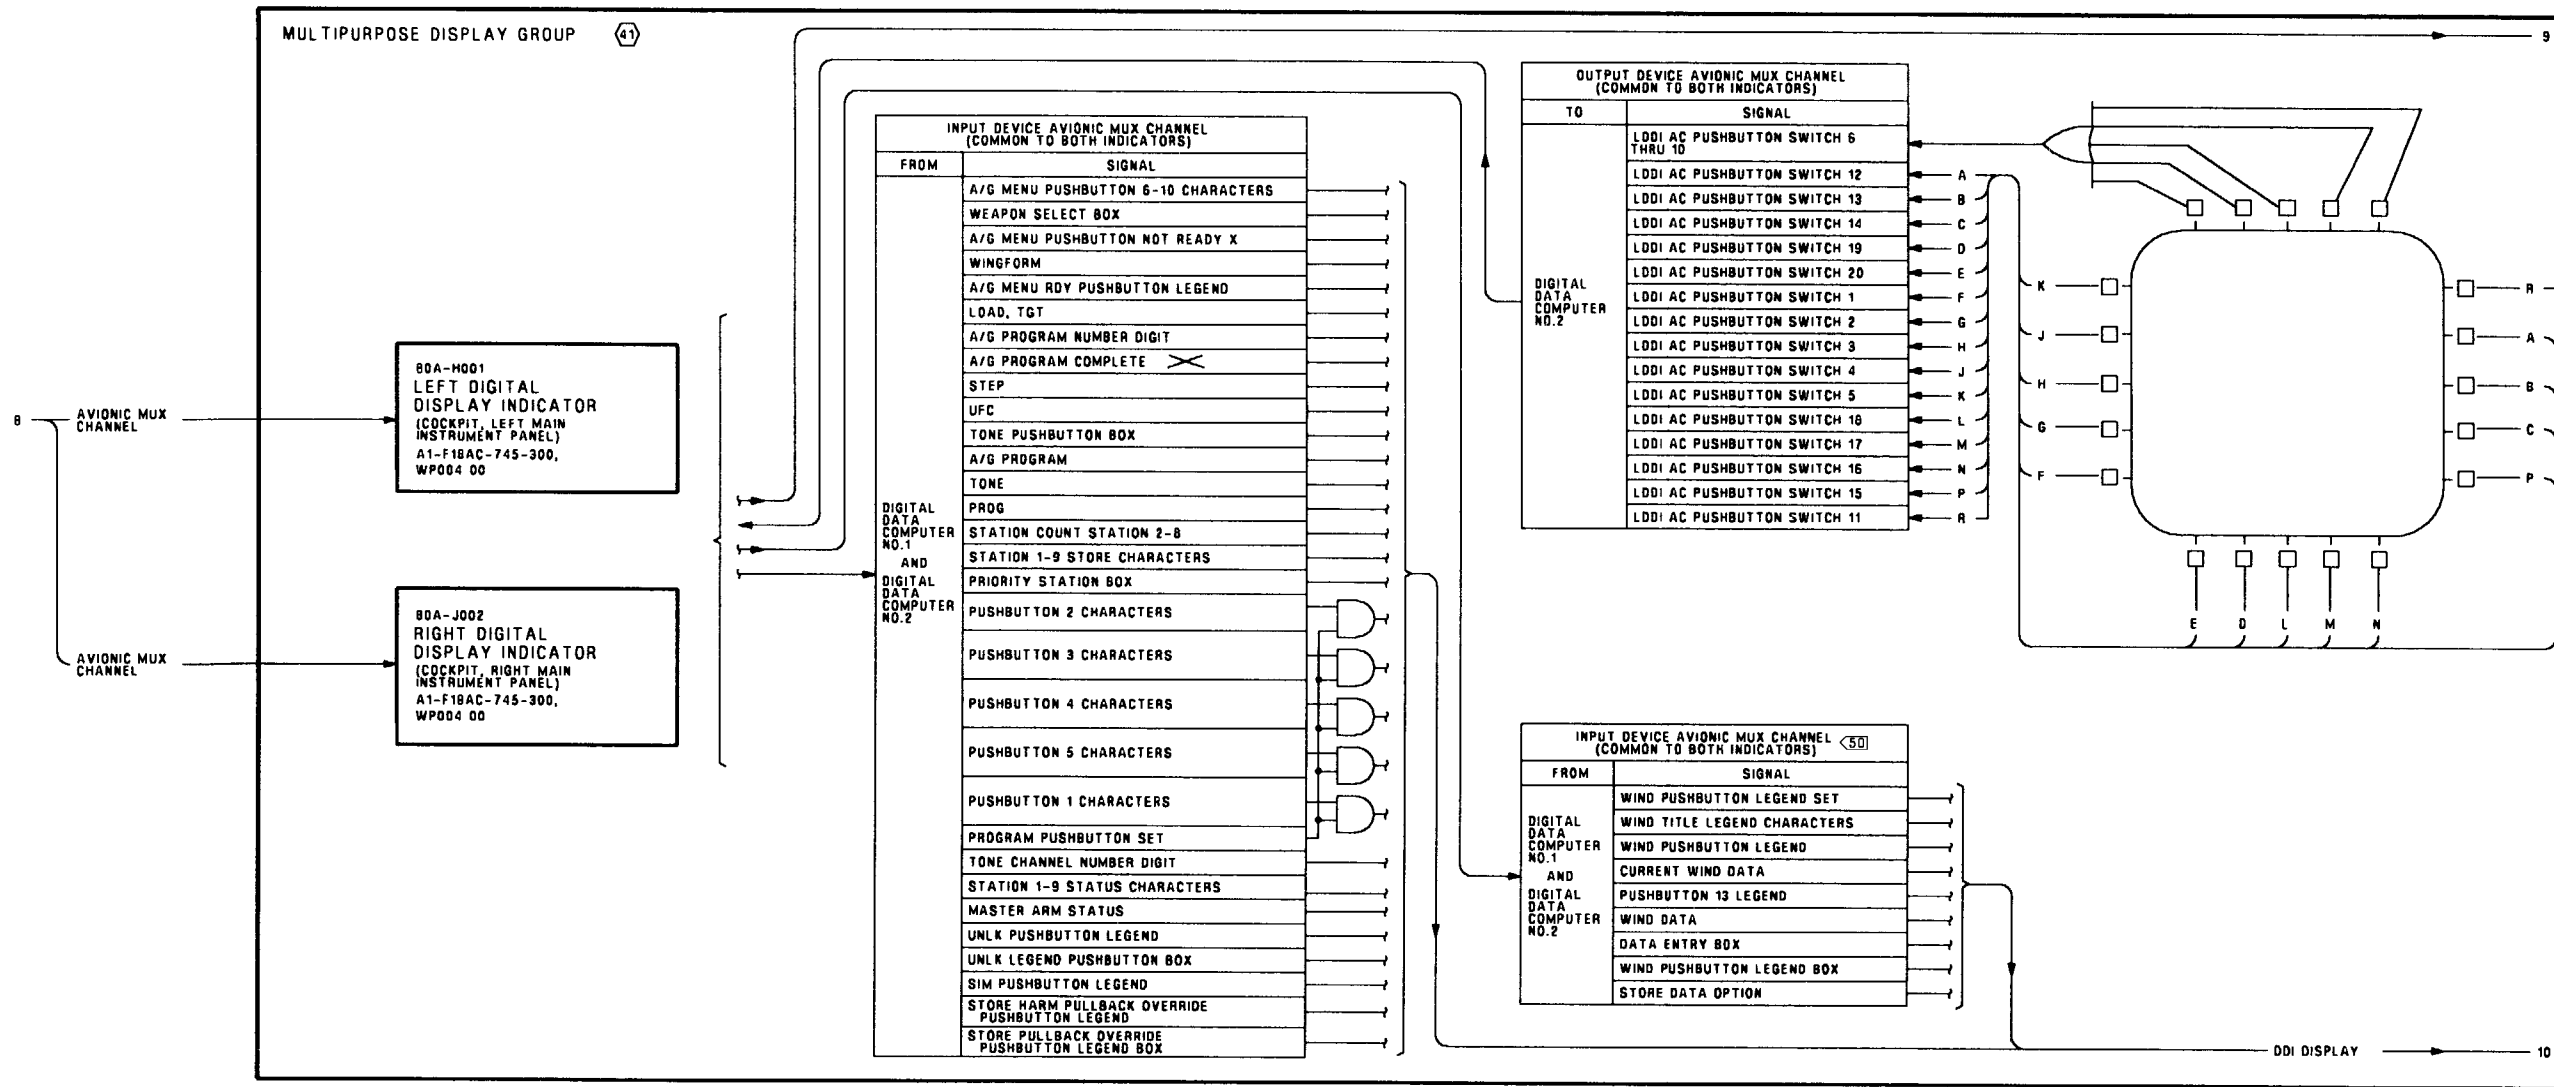 MULTIPURPOSE DISPLAY GROUP 41
9
8
AVIONIC MUX
CHANNEL
AVIONIC MUX
CHANNEL
80A-H001
LEFT DIGITAL
DISPLAY INDICATOR
(COCKPIT, LEFT MAIN
INSTRUMENT PANEL)
A1-F18AC-745-300,
WP004 00
80A-J002
RIGHT DIGITAL
DISPLAY INDICATOR
(COCKPIT, RIGHT MAIN
INSTRUMENT PANEL)
A1-F18AC-745-300,
WP004 00
INPUT DEVICE AVIONIC MUX CHANNEL
(COMMON TO BOTH INDICATORS)
FROM SIGNAL
DIGITAL
DATA
COMPUTER
NO.1
AND
DIGITAL
DATA
COMPUTER
NO.2
A/G MENU PUSHBUTTON 6-10 CHARACTERS
WEAPON SELECT BOX
A/G MENU PUSHBUTTON NOT READY X
WINGFORM
A/G MENU RDY PUSHBUTTON LEGEND
LOAD, TGT
A/G PROGRAM NUMBER DIGIT
A/G PROGRAM COMPLETE
STEP
UFC
TONE PUSHBUTTON BOX
A/G PROGRAM
TONE
PROG
STATION COUNT STATION 2-8
STATION 1-9 STORE CHARACTERS
PRIORITY STATION BOX
PUSHBUTTON 2 CHARACTERS
PUSHBUTTON 3 CHARACTERS
PUSHBUTTON 4 CHARACTERS
PUSHBUTTON 5 CHARACTERS
PUSHBUTTON 1 CHARACTERS
PROGRAM PUSHBUTTON SET
TONE CHANNEL NUMBER DIGIT
STATION 1-9 STATUS CHARACTERS
MASTER ARM STATUS
UNLK PUSHBUTTON LEGEND
UNLK LEGEND PUSHBUTTON BOX
SIM PUSHBUTTON LEGEND
STORE HARM PULLBACK OVERRIDE
PUSHBUTTON LEGEND
STORE PULLBACK OVERRIDE
PUSHBUTTON LEGEND BOX
OUTPUT DEVICE AVIONIC MUX CHANNEL
(COMMON TO BOTH INDICATORS)
TO SIGNAL
DIGITAL
DATA
COMPUTER
NO.2
LDDI AC PUSHBUTTON SWITCH 6
THRU 10
LDDI AC PUSHBUTTON SWITCH 12 A
LDDI AC PUSHBUTTON SWITCH 13 B
LDDI AC PUSHBUTTON SWITCH 14 C
LDDI AC PUSHBUTTON SWITCH 19 D
LDDI AC PUSHBUTTON SWITCH 20 E
LDDI AC PUSHBUTTON SWITCH 1 F
LDDI AC PUSHBUTTON SWITCH 2 G
LDDI AC PUSHBUTTON SWITCH 3 H
LDDI AC PUSHBUTTON SWITCH 4 J
LDDI AC PUSHBUTTON SWITCH 5 K
LDDI AC PUSHBUTTON SWITCH 18 L
LDDI AC PUSHBUTTON SWITCH 17 M
LDDI AC PUSHBUTTON SWITCH 16 N
LDDI AC PUSHBUTTON SWITCH 15 P
LDDI AC PUSHBUTTON SWITCH 11 R
K R
J A
H B
G C
F P
E D L M N
INPUT DEVICE AVIONIC MUX CHANNEL 50
(COMMON TO BOTH INDICATORS)
FROM SIGNAL
DIGITAL
DATA
COMPUTER
NO.1
AND
DIGITAL
DATA
COMPUTER
NO.2
WIND PUSHBUTTON LEGEND SET
WIND TITLE LEGEND CHARACTERS
WIND PUSHBUTTON LEGEND
CURRENT WIND DATA
PUSHBUTTON 13 LEGEND
WIND DATA
DATA ENTRY BOX
WIND PUSHBUTTON LEGEND BOX
STORE DATA OPTION
DDI DISPLAY 10